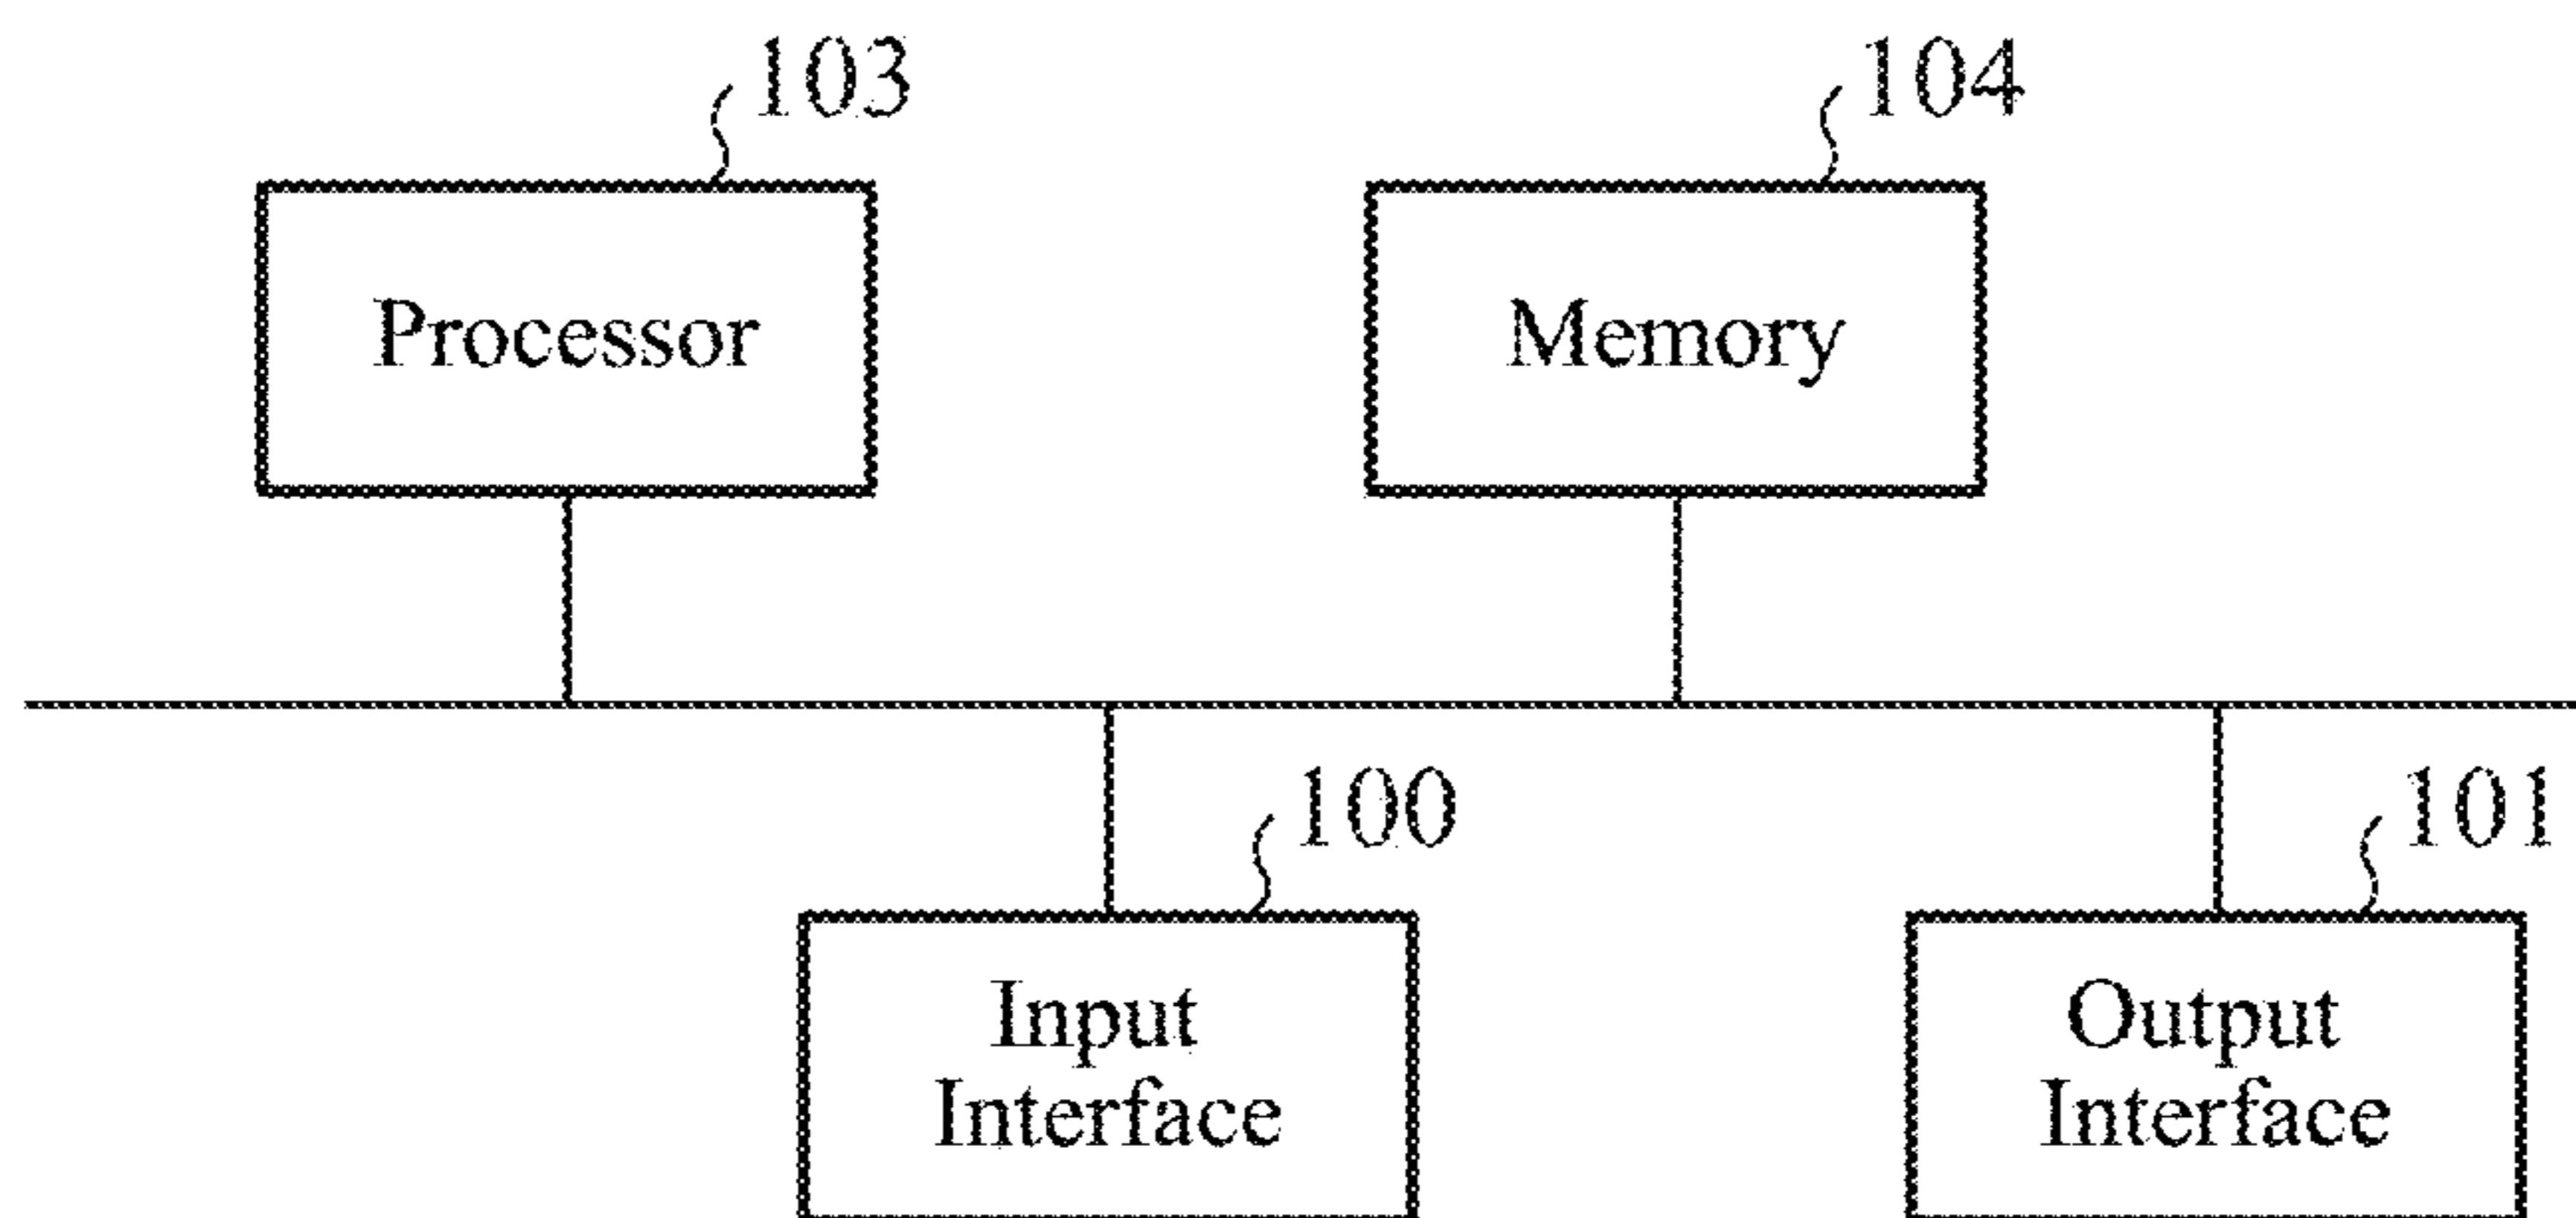 103
104
Processor
Memory
100
101
Input
Interface
Output
Interface